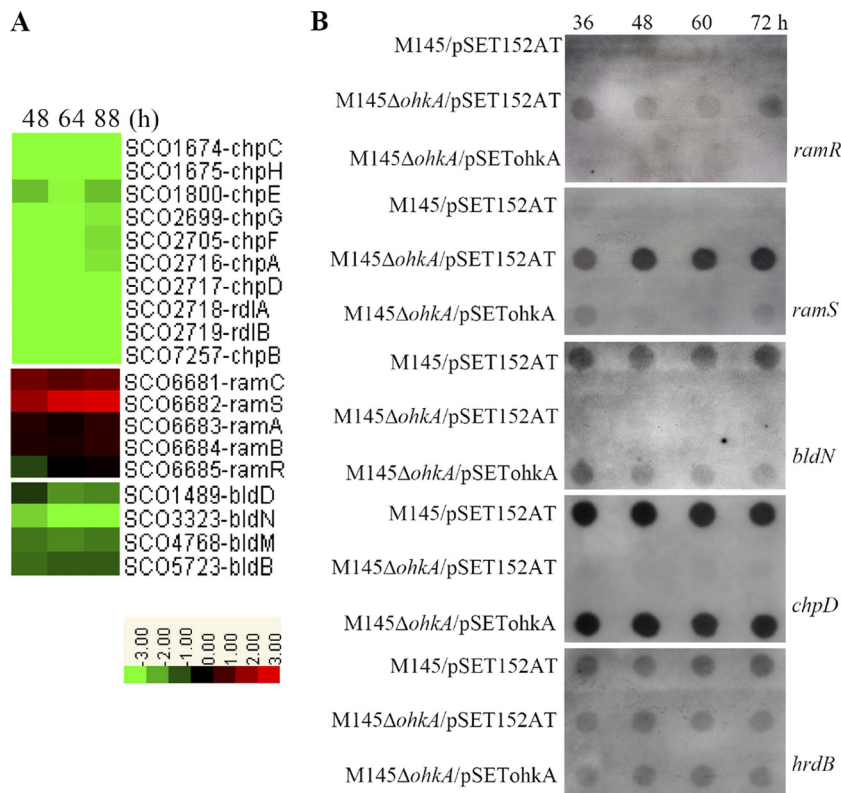 A
48 64 88 (h)
SCO1674-chpC
SCO1675-chpH
SCO1800-chpE
SCO2699-chpG
SCO2705-chpF
SCO2716-chpA
SCO2717-chpD
SCO2718-rdlA
SCO2719-rdlB
SCO7257-chpB
SCO6681-ramC
SCO6682-ramS
SCO6683-ramA
SCO6684-ramB
SCO6685-ramR
SCO1489-bldD
SCO3323-bldN
SCO4768-bldM
SCO5723-bldB
-3.00 -2.00 -1.00 0.00 1.00 2.00 3.00
B
36 48 60 72 h
M145/pSET152AT
M145ΔohkA/pSET152AT
M145ΔohkA/pSETohkA
ramR
M145/pSET152AT
M145ΔohkA/pSET152AT
M145ΔohkA/pSETohkA
ramS
M145/pSET152AT
M145ΔohkA/pSET152AT
M145ΔohkA/pSETohkA
bldN
M145/pSET152AT
M145ΔohkA/pSET152AT
M145ΔohkA/pSETohkA
chpD
M145/pSET152AT
M145ΔohkA/pSET152AT
M145ΔohkA/pSETohkA
hrdB